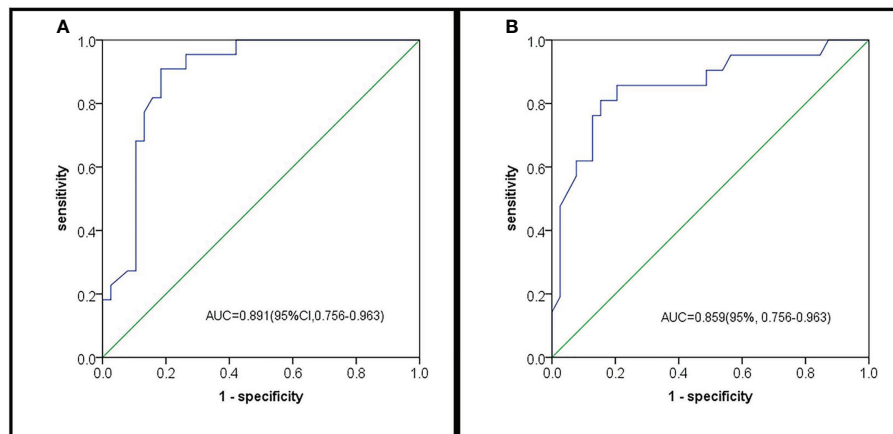 A
1.0
0.8
0.6
0.4
0.2
0.0
sensitivity
AUC=0.891(95%CI,0.756-0.963)
0.0 0.2 0.4 0.6 0.8 1.0
1 - specificity
B
1.0
0.8
0.6
0.4
0.2
0.0
sensitivity
AUC=0.859(95%, 0.756-0.963)
0.0 0.2 0.4 0.6 0.8 1.0
1 - specificity